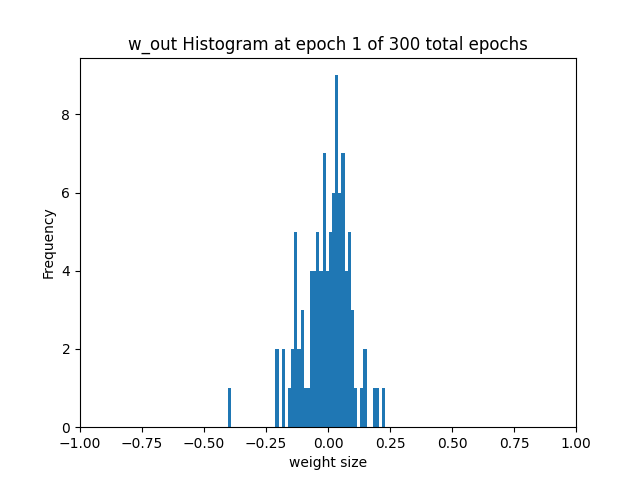 w_out Histogram at epoch 1 of 300 total epochs
Frequency
8
6
4
2
0
−1.00 −0.75 −0.50 −0.25 0.00 0.25 0.50 0.75 1.00
weight size